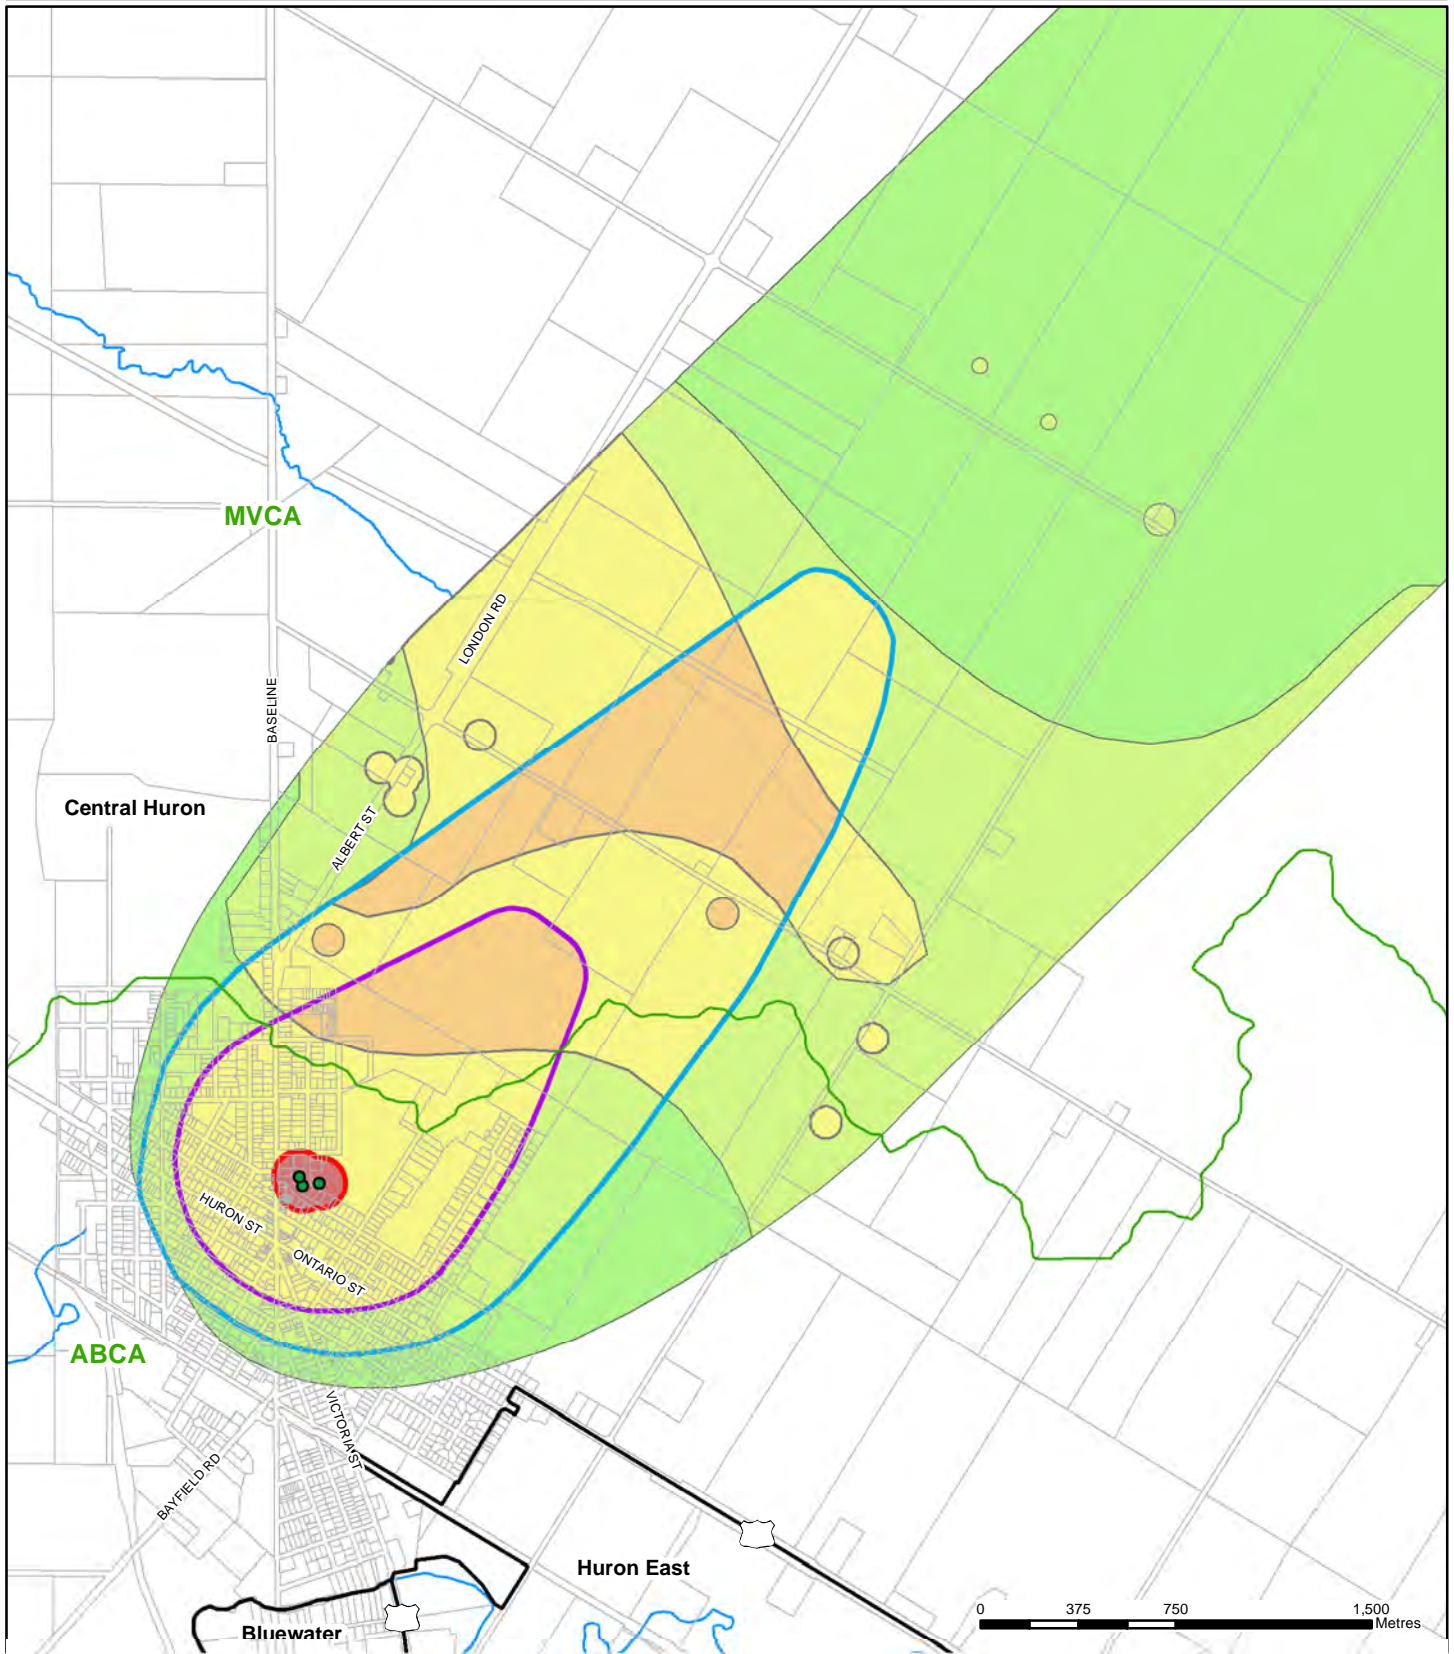 MVCA
LONDON RD
BASELINE
Central Huron
ALBERT ST
HURON ST
ONTARIO ST
ABCA
VICTORIA ST
BAYFIELD RD
Huron East
Bluewater
0 375 750 1,500
Metres